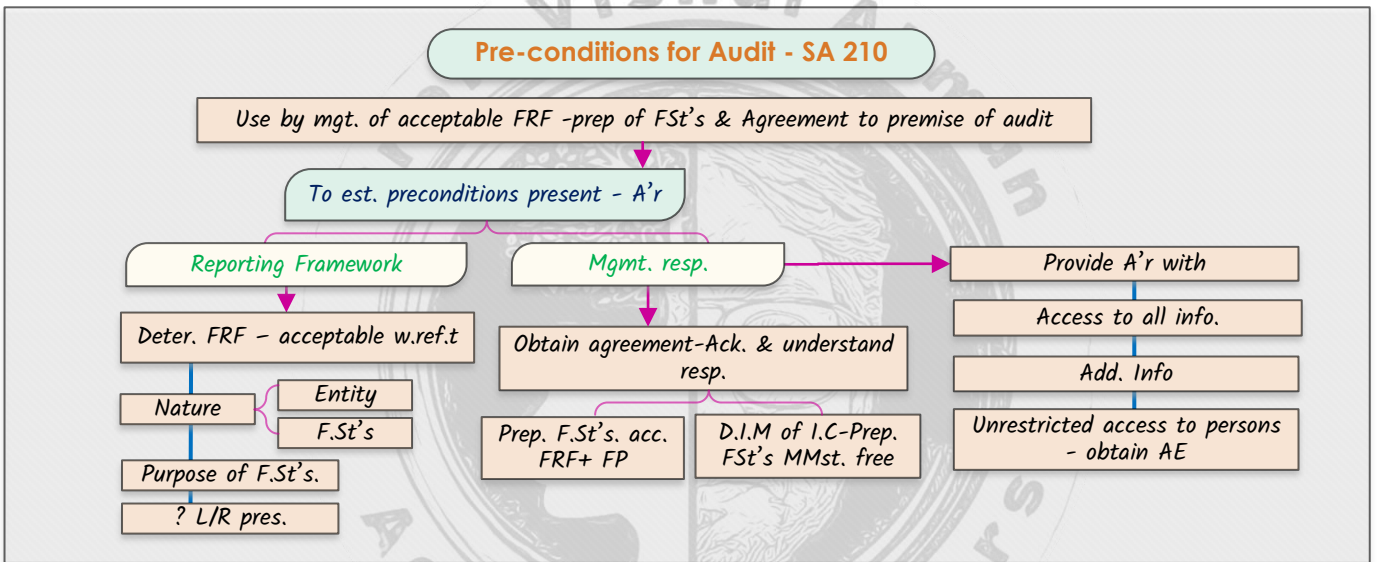 Pre-conditions for Audit - SA 210
Use by mgt. of acceptable FRF -prep of FSt's & Agreement to premise of audit
To est. preconditions present - A'r
Reporting Framework
Mgmt. resp.
Provide A'r with
Deter. FRF – acceptable w.ref.t
Obtain agreement-Ack. & understand
resp.
Access to all info.
Add. Info
Unrestricted access to persons
- obtain AE
Nature
Entity
F.St's
Purpose of F.St's.
? L/R pres.
Prep. F.St's. acc.
FRF+ FP
D.I.M of I.C-Prep.
FSt's MMst. free